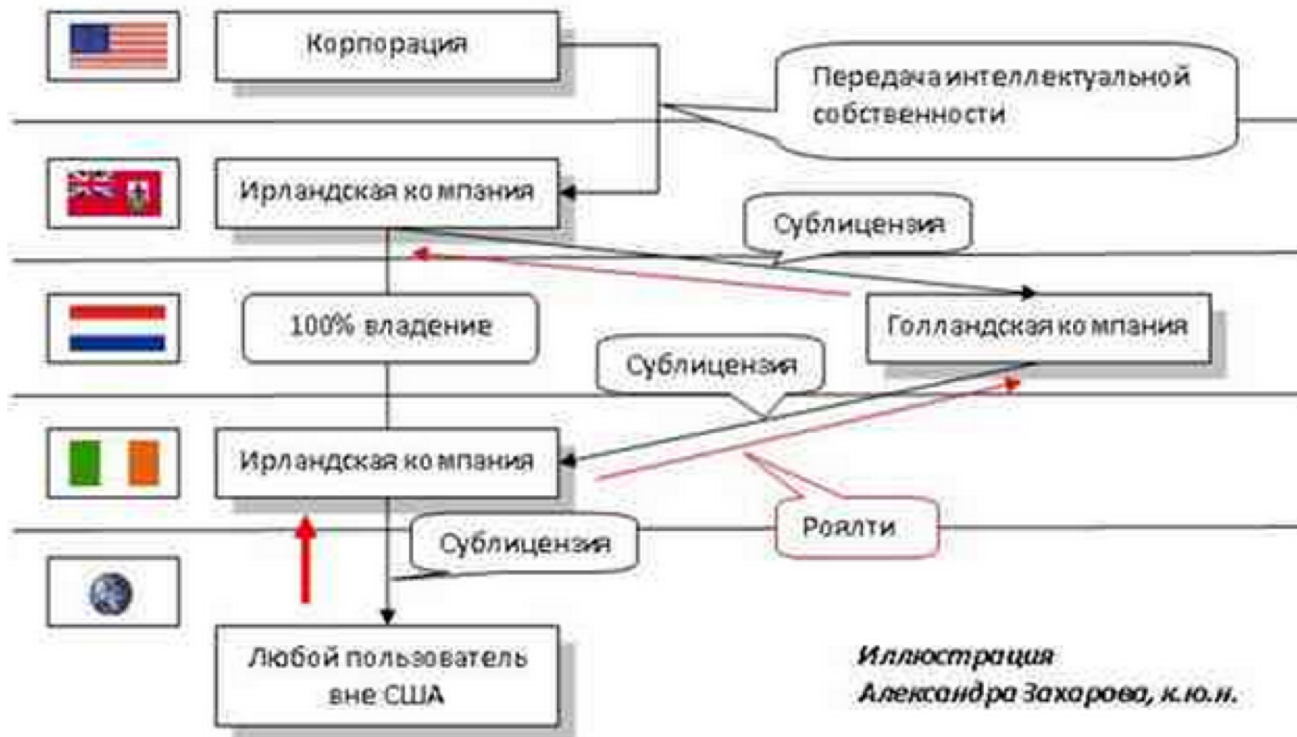 Корпорация
Передача интеллектуальной
собственности
Ирландская компания
Сублицензия
100% владение
Голландская компания
Сублицензия
Ирландская компания
Роялти
Сублицензия
Любой пользователь
вне США
Иллюстрация
Александра Захарова, к.ю.н.